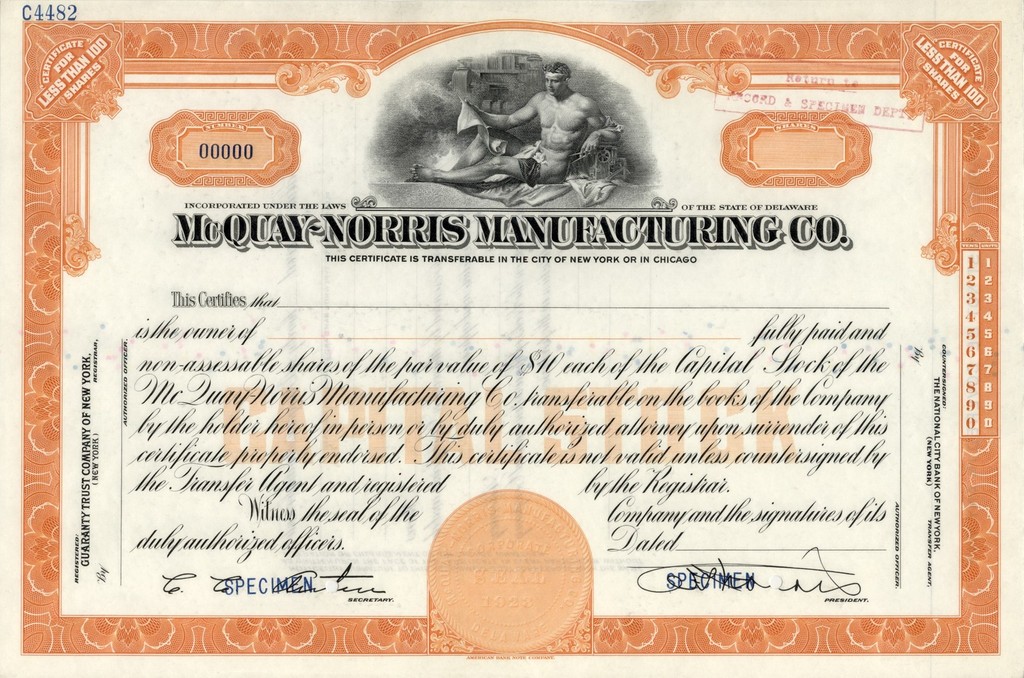 C4482
CERTIFICATE
FOR
LESS THAN 100
SHARES
CERTIFICATE
FOR
LESS THAN 100
SHARES
Return to
RECORD & SPECIMEN DEPT
NUMBER
00000
SHARES
INCORPORATED UNDER THE LAWS OF THE STATE OF DELAWARE
McQUAY-NORRIS MANUFACTURING CO.
THIS CERTIFICATE IS TRANSFERABLE IN THE CITY OF NEW YORK OR IN CHICAGO
This Certifies that
is the owner of fully paid and
non-assessable shares of the par value of $10 each of the Capital Stock of the
McQuay-Norris Manufacturing Co., transferable on the books of the Company
by the holder hereof in person or by duly authorized attorney upon surrender of this
certificate properly endorsed. This certificate is not valid unless countersigned by
the Transfer Agent and registered by the Registrar.
Witness the seal of the Company and the signatures of its
duly authorized officers.
Dated
CAPITAL STOCK
SPECIMEN
SECRETARY.
SPECIMEN
PRESIDENT.
REGISTERED:
GUARANTY TRUST COMPANY OF NEW YORK,
(NEW YORK)
REGISTRAR,
By
AUTHORIZED OFFICER.
COUNTERSIGNED:
THE NATIONAL CITY BANK OF NEW YORK,
(NEW YORK)
TRANSFER AGENT,
By
AUTHORIZED OFFICER.
TENS UNITS
1 1
2 2
3 3
4 4
5 5
6 6
7 7
8 8
9 9
0 0
AMERICAN BANK NOTE COMPANY.